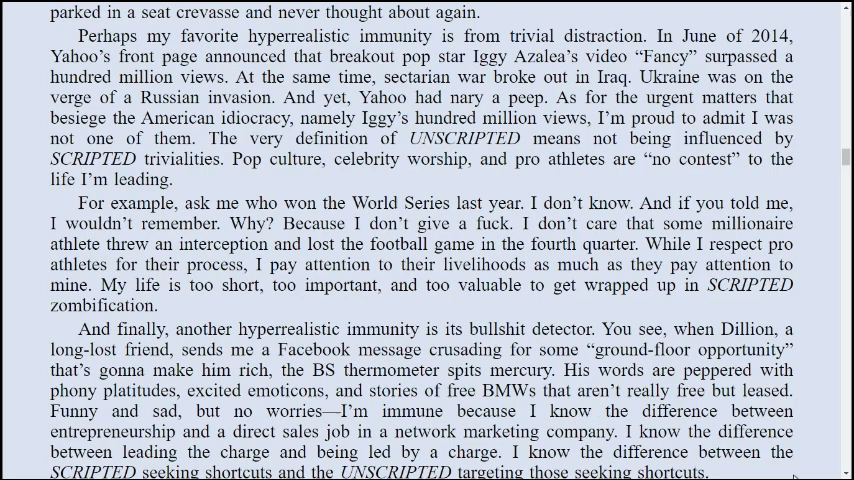 parked in a seat crevasse and never thought about again.
Perhaps my favorite hyperrealistic immunity is from trivial distraction. In June of 2014,
Yahoo’s front page announced that breakout pop star Iggy Azalea’s video “Fancy” surpassed a
hundred million views. At the same time, sectarian war broke out in Iraq. Ukraine was on the
verge of a Russian invasion. And yet, Yahoo had nary a peep. As for the urgent matters that
besiege the American idiocracy, namely Iggy’s hundred million views, I’m proud to admit I was
not one of them. The very definition of UNSCRIPTED means not being influenced by
SCRIPTED trivialities. Pop culture, celebrity worship, and pro athletes are “no contest” to the
life I’m leading.
For example, ask me who won the World Series last year. I don’t know. And if you told me,
I wouldn’t remember. Why? Because I don’t give a fuck. I don’t care that some millionaire
athlete threw an interception and lost the football game in the fourth quarter. While I respect pro
athletes for their process, I pay attention to their livelihoods as much as they pay attention to
mine. My life is too short, too important, and too valuable to get wrapped up in SCRIPTED
zombification.
And finally, another hyperrealistic immunity is its bullshit detector. You see, when Dillion, a
long-lost friend, sends me a Facebook message crusading for some “ground-floor opportunity”
that’s gonna make him rich, the BS thermometer spits mercury. His words are peppered with
phony platitudes, excited emoticons, and stories of free BMWs that aren’t really free but leased.
Funny and sad, but no worries—I’m immune because I know the difference between
entrepreneurship and a direct sales job in a network marketing company. I know the difference
between leading the charge and being led by a charge. I know the difference between the
SCRIPTED seeking shortcuts and the UNSCRIPTED targeting those seeking shortcuts.